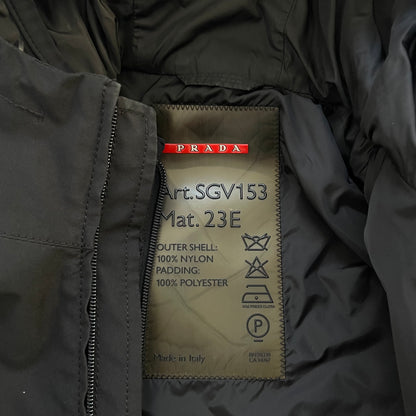 PRADA
Art.SGV153
Mat. 23E
OUTER SHELL:
100% NYLON
PADDING:
100% POLYESTER
P
Made in Italy